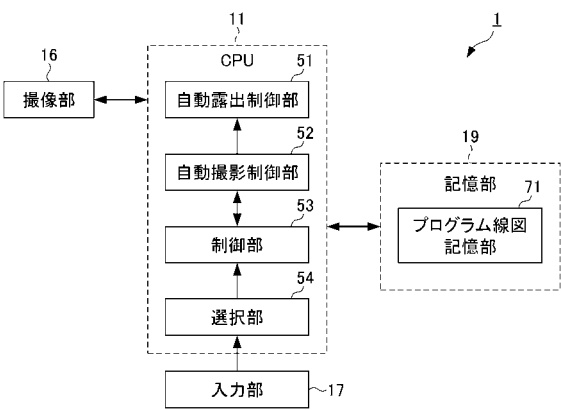 1
11
CPU
16
撮像部
51
自動露出制御部
52
自動撮影制御部
53
制御部
54
選択部
入力部
17
19
記憶部
71
プログラム線図
記憶部